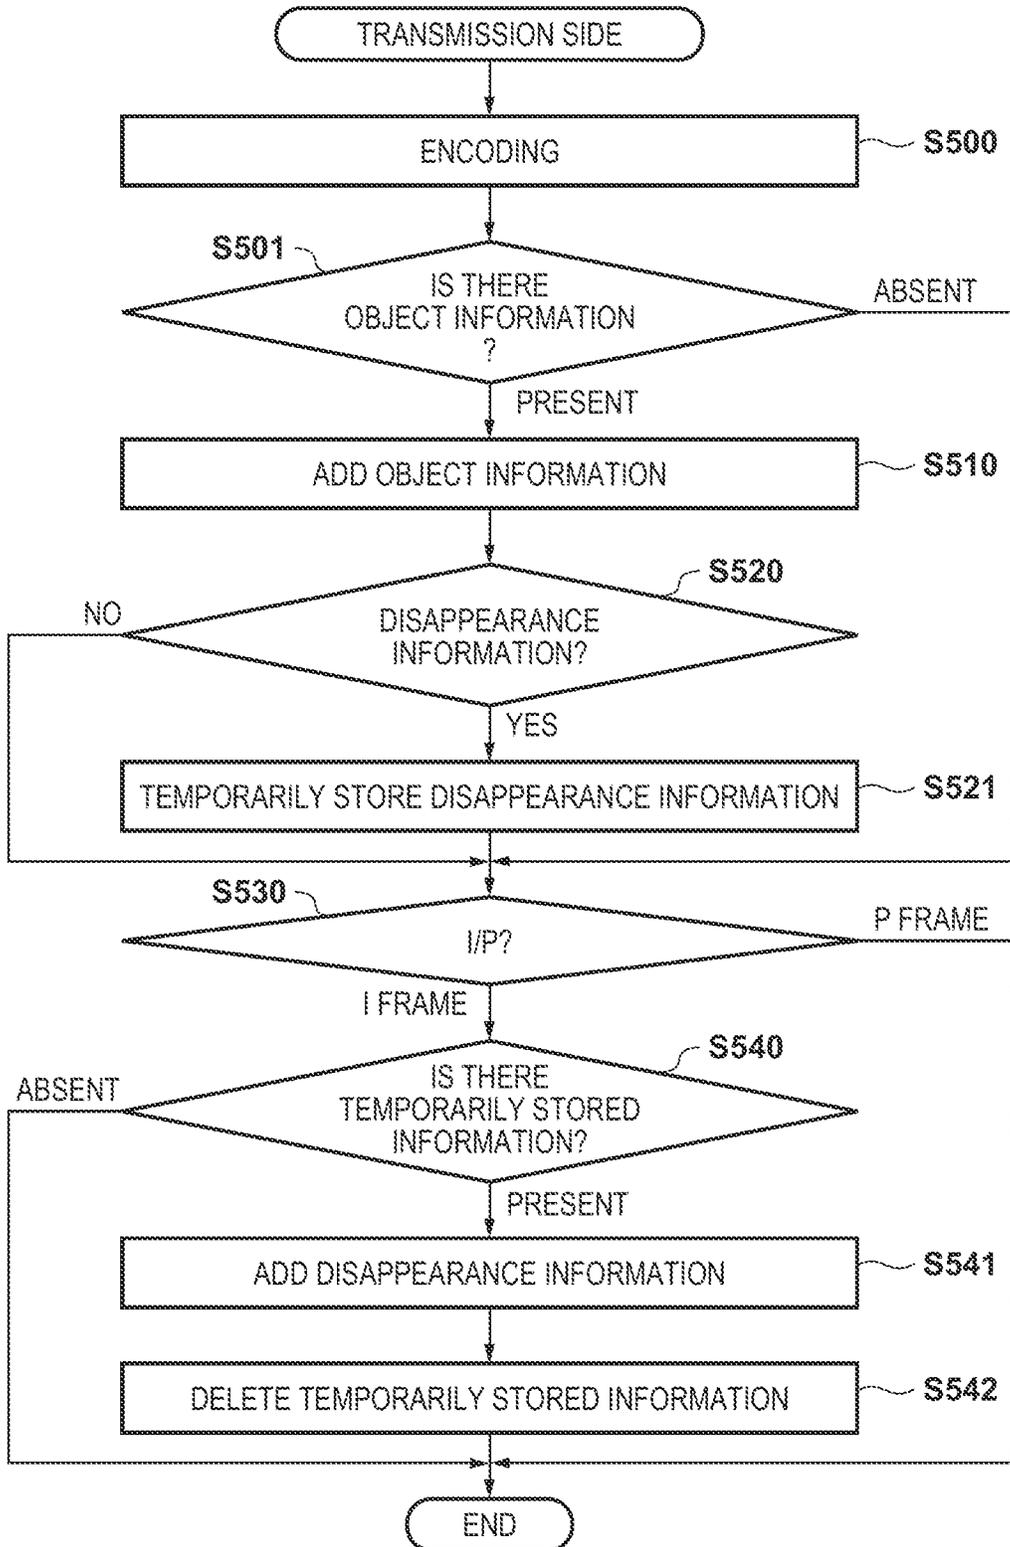 TRANSMISSION SIDE
ENCODING
S500
S501
IS THERE
OBJECT INFORMATION
?
ABSENT
PRESENT
ADD OBJECT INFORMATION
S510
S520
NO
DISAPPEARANCE
INFORMATION?
YES
TEMPORARILY STORE DISAPPEARANCE INFORMATION
S521
S530
I/P?
P FRAME
I FRAME
S540
ABSENT
IS THERE
TEMPORARILY STORED
INFORMATION?
PRESENT
ADD DISAPPEARANCE INFORMATION
S541
DELETE TEMPORARILY STORED INFORMATION
S542
END